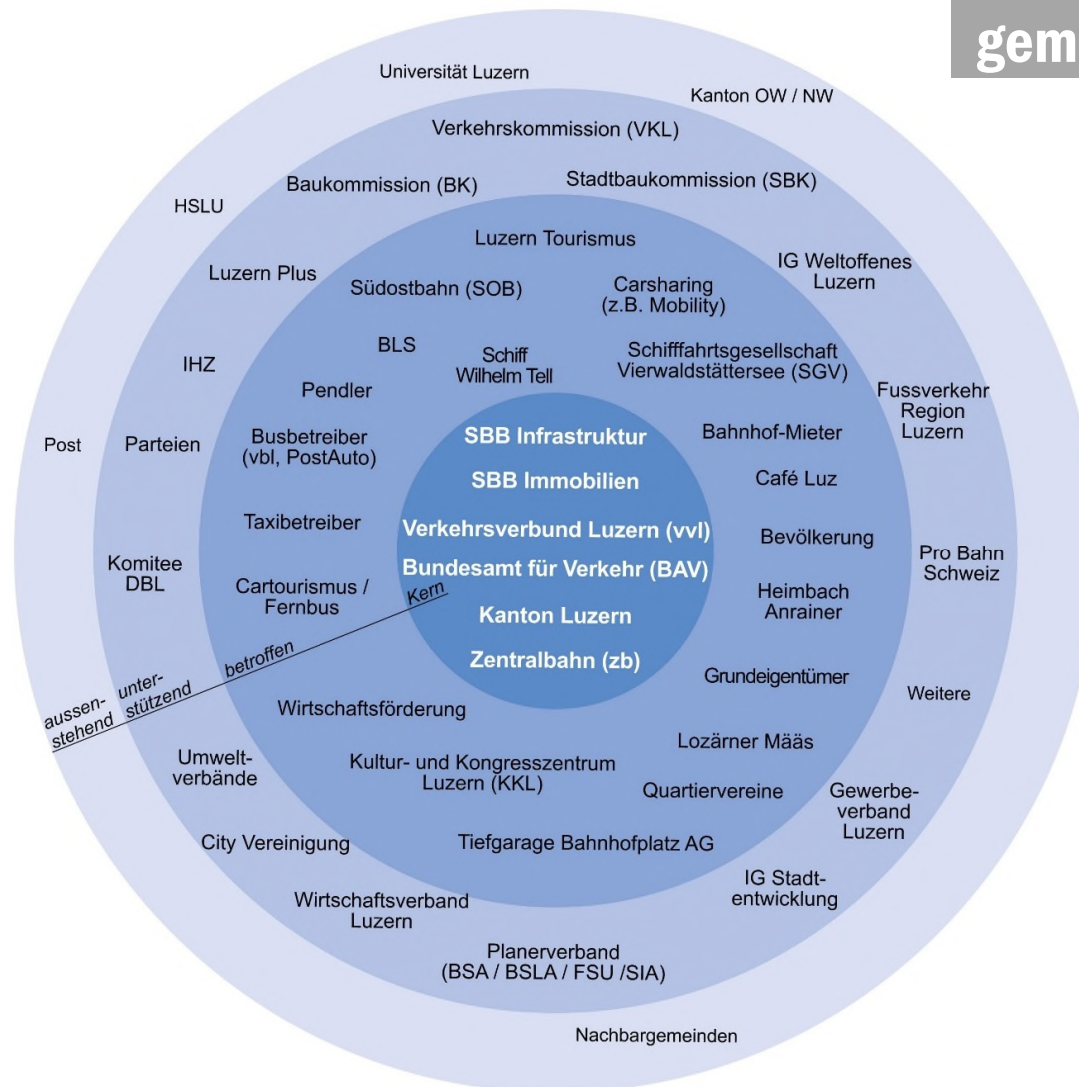 gem
Universität Luzern
Kanton OW / NW
Verkehrskommission (VKL)
Baukommission (BK)
Stadtbaukommission (SBK)
HSLU
Luzern Tourismus
Luzern Plus
IG Weltoffenes
Luzern
Südostbahn (SOB)
Carsharing
(z.B. Mobility)
BLS
Schiff
Wilhelm Tell
Schifffahrtsgesellschaft
Vierwaldstättersee (SGV)
IHZ
Pendler
Fussverkehr
Region
Luzern
Post
Parteien
Busbetreiber
(vbl, PostAuto)
SBB Infrastruktur
Bahnhof-Mieter
SBB Immobilien
Café Luz
Taxibetreiber
Verkehrsverbund Luzern (vvl)
Bevölkerung
Pro Bahn
Schweiz
Komitee
DBL
Bundesamt für Verkehr (BAV)
Cartourismus /
Fernbus
Kern
Heimbach
Anrainer
Kanton Luzern
betroffen
Zentralbahn (zb)
Grundeigentümer
unter-
stützend
aussen-
stehend
Weitere
Wirtschaftsförderung
Lozärner Määs
Umwelt-
verbände
Kultur- und Kongresszentrum
Luzern (KKL)
Quartiervereine
Gewerbe-
verband
Luzern
City Vereinigung
Tiefgarage Bahnhofplatz AG
IG Stadt-
entwicklung
Wirtschaftsverband
Luzern
Planerverband
(BSA / BSLA / FSU /SIA)
Nachbargemeinden